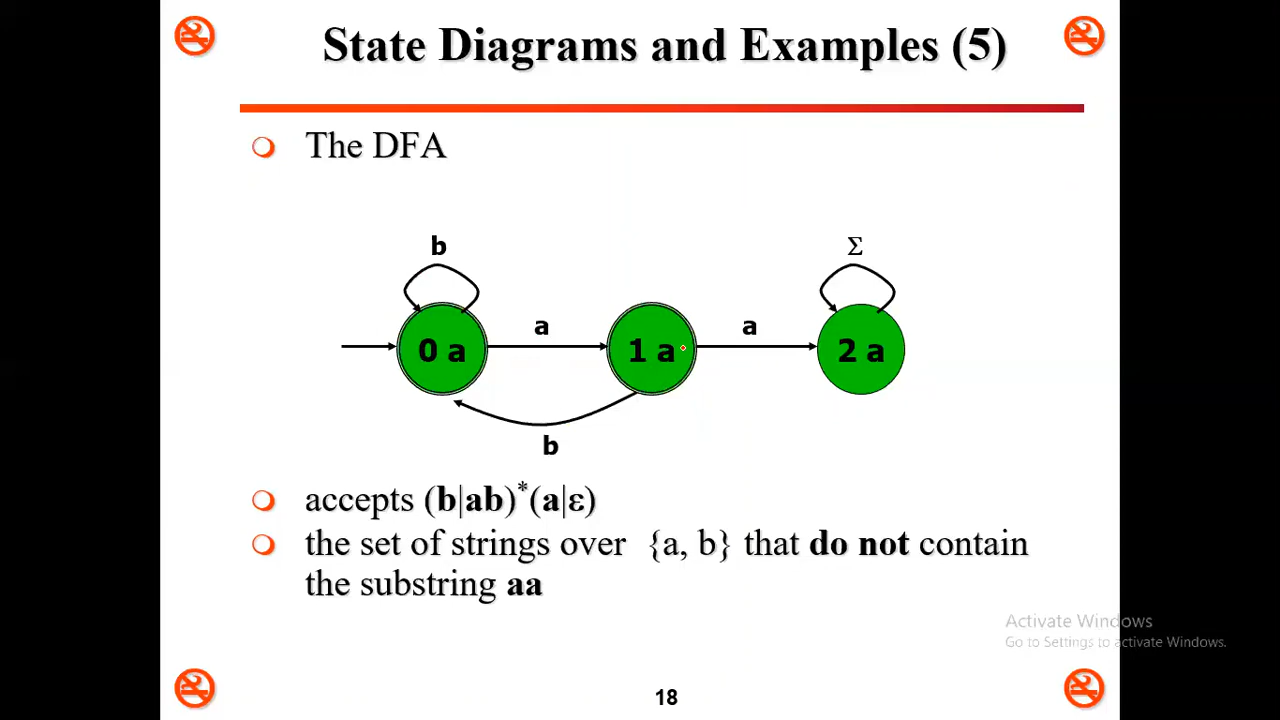 State Diagrams and Examples (5)
The DFA
b
Σ
a
a
0 a
1 a
2 a
b
accepts (b|ab)*(a|ε)
the set of strings over {a, b} that do not contain
the substring aa
Activate Windows
Go to Settings to activate Windows.
18